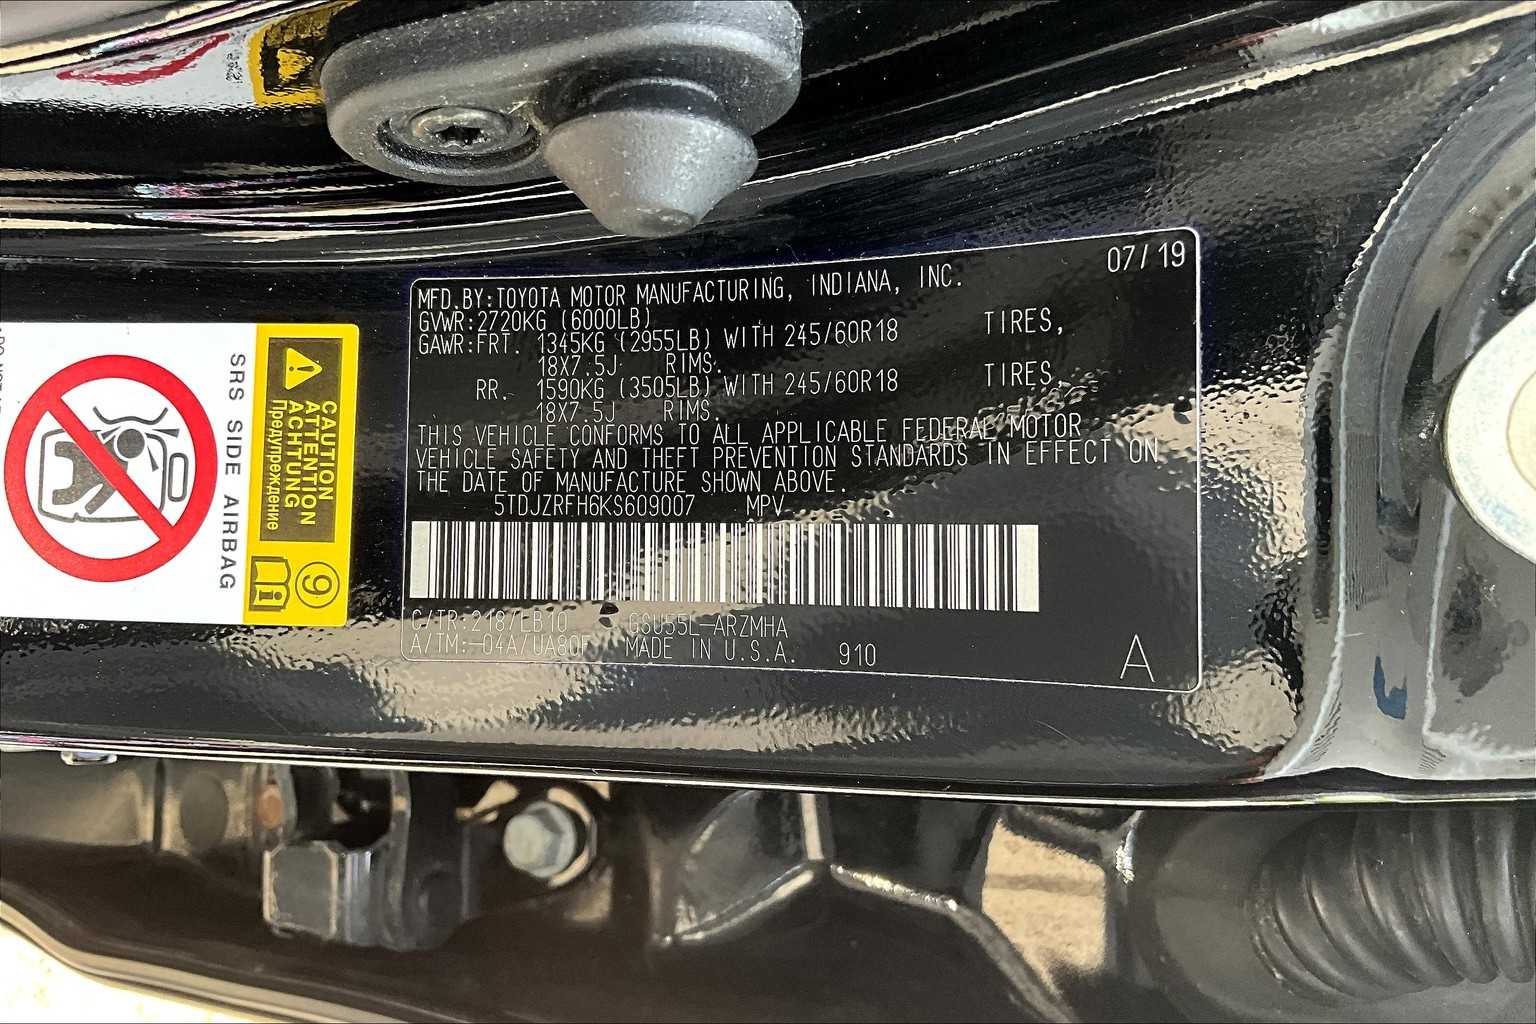 07/19
MFD.BY:TOYOTA MOTOR MANUFACTURING, INDIANA, INC.
GVWR:2720KG (6000LB)
GAWR:FRT. 1345KG (2955LB) WITH 245/60R18 TIRES,
18X7.5J RIMS.
RR. 1590KG (3505LB) WITH 245/60R18 TIRES,
18X7.5J RIMS.
THIS VEHICLE CONFORMS TO ALL APPLICABLE FEDERAL MOTOR
VEHICLE SAFETY AND THEFT PREVENTION STANDARDS IN EFFECT ON
THE DATE OF MANUFACTURE SHOWN ABOVE.
5TDJZRFH6KS609007 MPV
C/TR:218/LB10 GSU55L-ARZMHA
A/TM:-04A/UA80F MADE IN U.S.A. 910
A
CAUTION
ATTENTION
ACHTUNG
Предупреждение
9
i
SRS SIDE AIRBAG